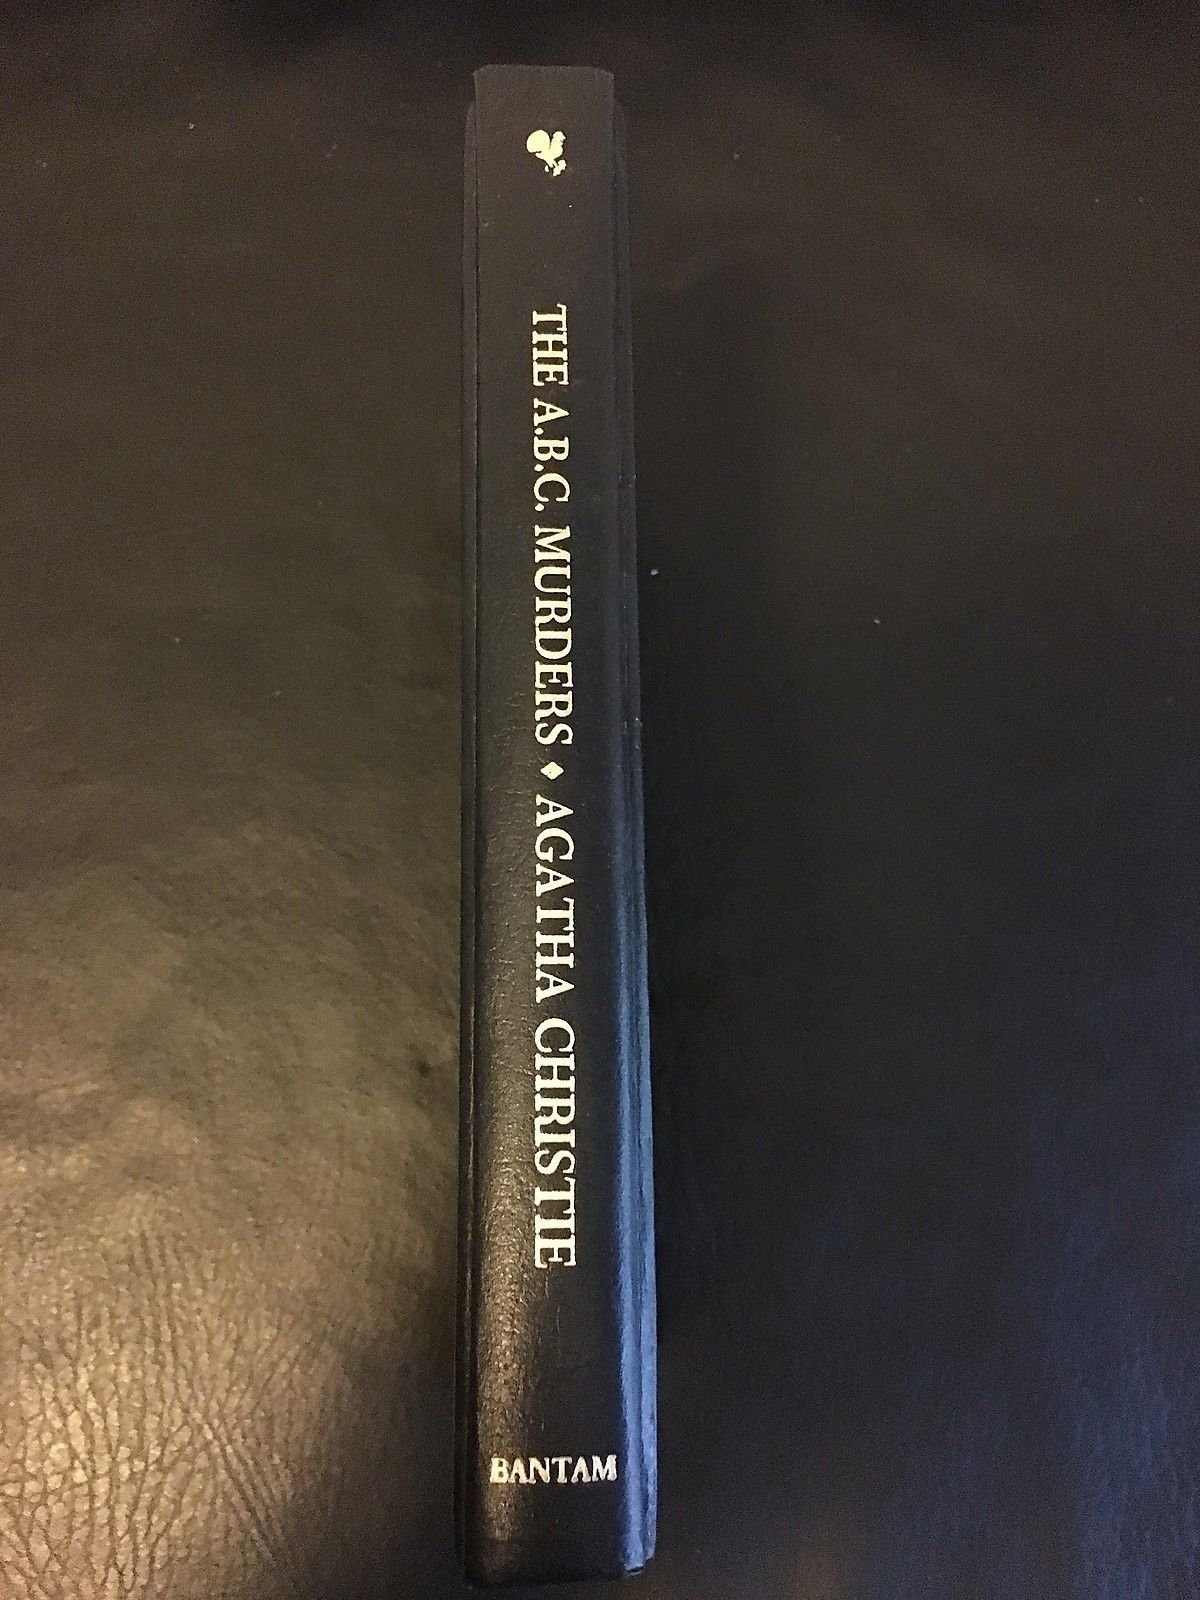 THE A.B.C. MURDERS ◆ AGATHA CHRISTIE
BANTAM